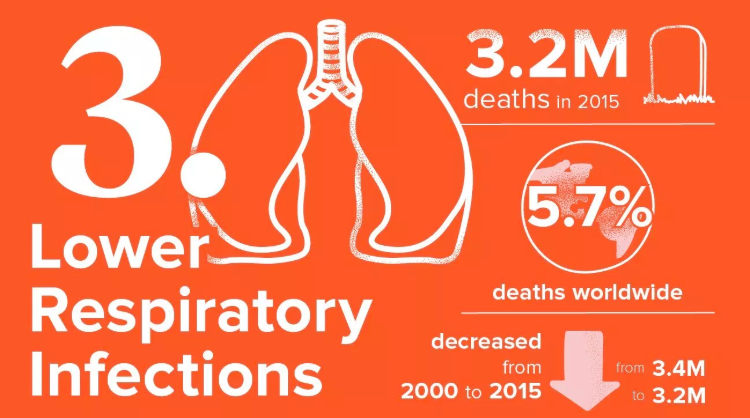 3.
Lower
Respiratory
Infections
3.2M
deaths in 2015
5.7%
deaths worldwide
decreased
from
2000 to 2015
from 3.4M
to 3.2M